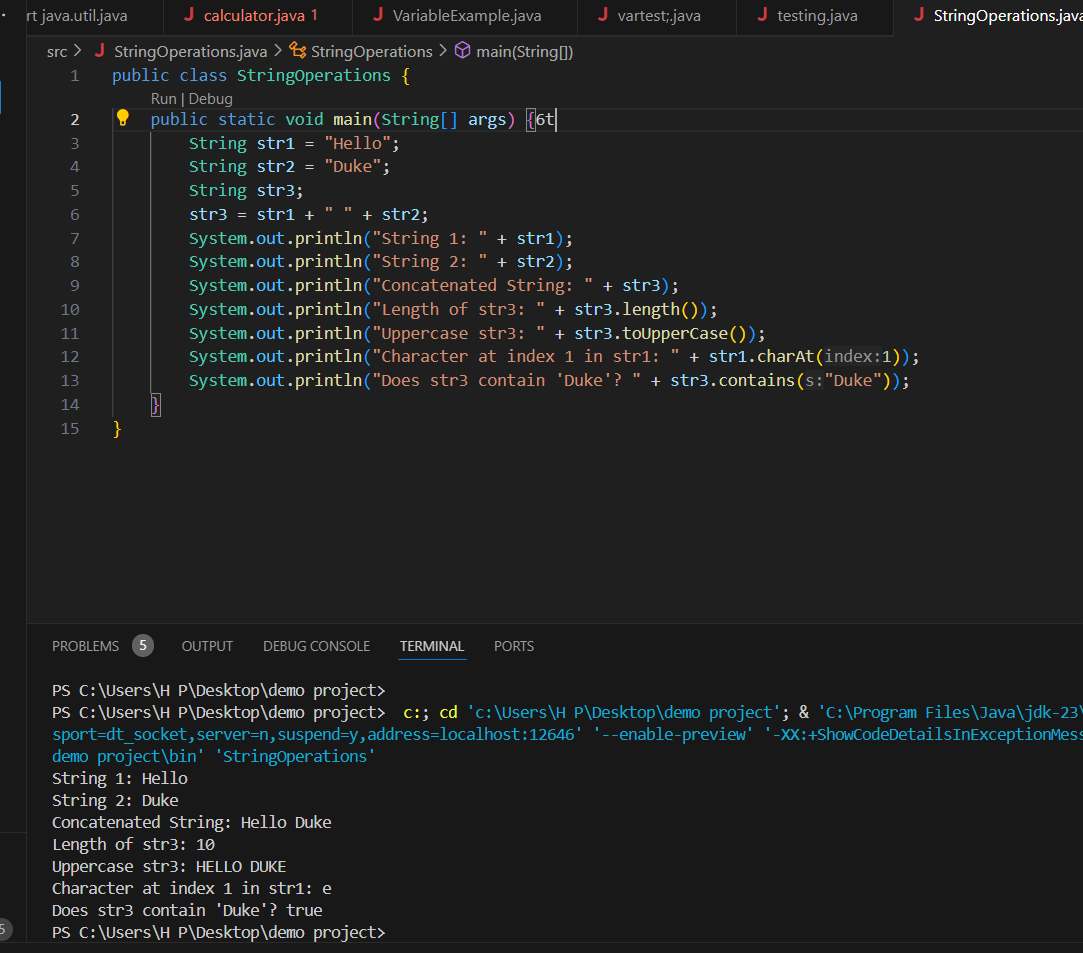 rt java.util.java calculator.java 1 VariableExample.java vartest;.java testing.java StringOperations.java
src > StringOperations.java > StringOperations > main(String[])
1 public class StringOperations {
Run | Debug
2 public static void main(String[] args) {6t
3 String str1 = "Hello";
4 String str2 = "Duke";
5 String str3;
6 str3 = str1 + " " + str2;
7 System.out.println("String 1: " + str1);
8 System.out.println("String 2: " + str2);
9 System.out.println("Concatenated String: " + str3);
10 System.out.println("Length of str3: " + str3.length());
11 System.out.println("Uppercase str3: " + str3.toUpperCase());
12 System.out.println("Character at index 1 in str1: " + str1.charAt(index:1));
13 System.out.println("Does str3 contain 'Duke'? " + str3.contains(s:"Duke"));
14 }
15 }
PROBLEMS 5 OUTPUT DEBUG CONSOLE TERMINAL PORTS
PS C:\Users\H P\Desktop\demo project>
PS C:\Users\H P\Desktop\demo project> c:; cd 'c:\Users\H P\Desktop\demo project'; & 'C:\Program Files\Java\jdk-23\
sport=dt_socket,server=n,suspend=y,address=localhost:12646' '--enable-preview' '-XX:+ShowCodeDetailsInExceptionMess
demo project\bin' 'StringOperations'
String 1: Hello
String 2: Duke
Concatenated String: Hello Duke
Length of str3: 10
Uppercase str3: HELLO DUKE
Character at index 1 in str1: e
Does str3 contain 'Duke'? true
5
PS C:\Users\H P\Desktop\demo project>